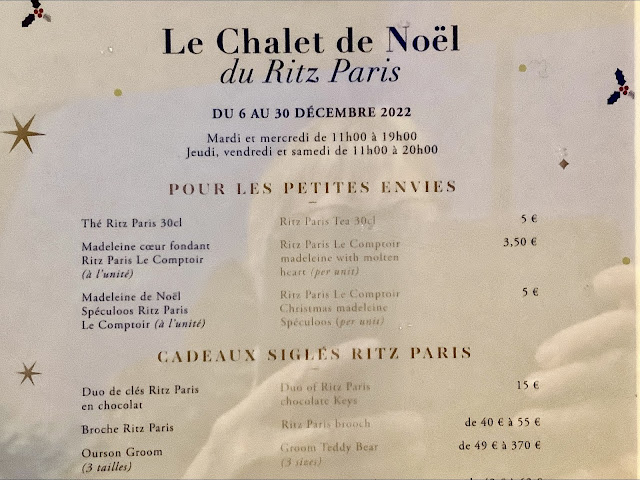 Le Chalet de Noël
du Ritz Paris
DU 6 AU 30 DÉCEMBRE 2022
Mardi et mercredi de 11h00 à 19h00
Jeudi, vendredi et samedi de 11h00 à 20h00
POUR LES PETITES ENVIES
Thé Ritz Paris 30cl Ritz Paris Tea 30cl 5 €
Madeleine cœur fondant Ritz Paris Le Comptoir 3,50 €
Ritz Paris Le Comptoir madeleine with molten
(à l'unité) heart (per unit)
Madeleine de Noël Ritz Paris Le Comptoir 5 €
Spéculoos Ritz Paris Christmas madeleine
Le Comptoir (à l'unité) Spéculoos (per unit)
CADEAUX SIGLÉS RITZ PARIS
Duo de clés Ritz Paris Duo of Ritz Paris 15 €
en chocolat chocolate Keys
Broche Ritz Paris Ritz Paris brooch de 40 € à 55 €
Ourson Groom Groom Teddy Bear de 49 € à 370 €
(3 tailles) (3 sizes)